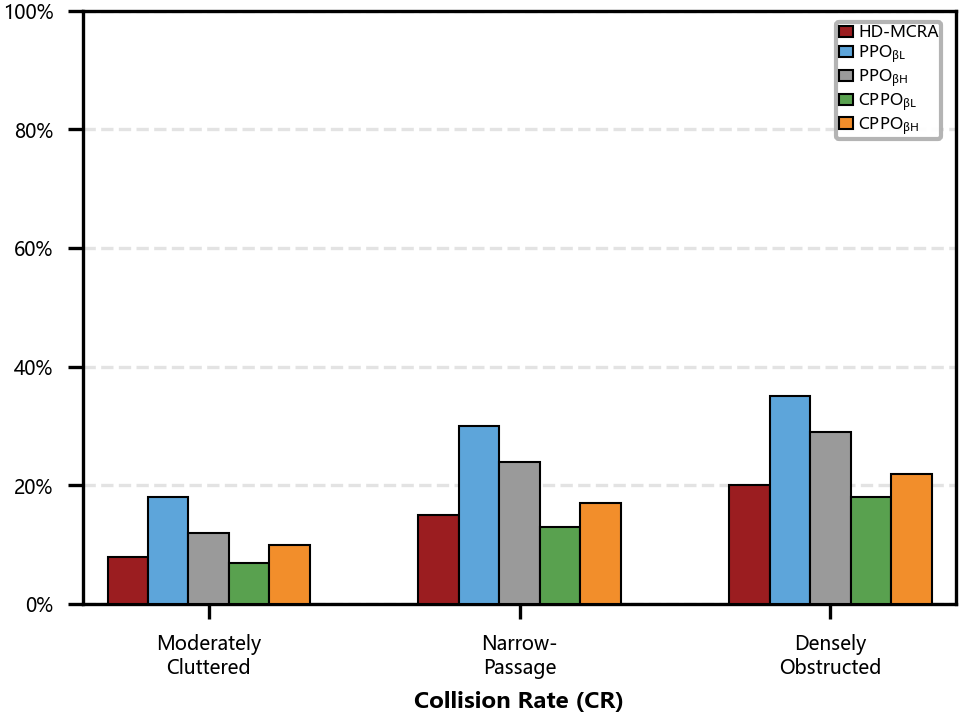 100%
80%
60%
40%
20%
0%
HD-MCRA
PPOβL
PPOβH
CPPOβL
CPPOβH
Moderately
Cluttered
Narrow-
Passage
Densely
Obstructed
Collision Rate (CR)